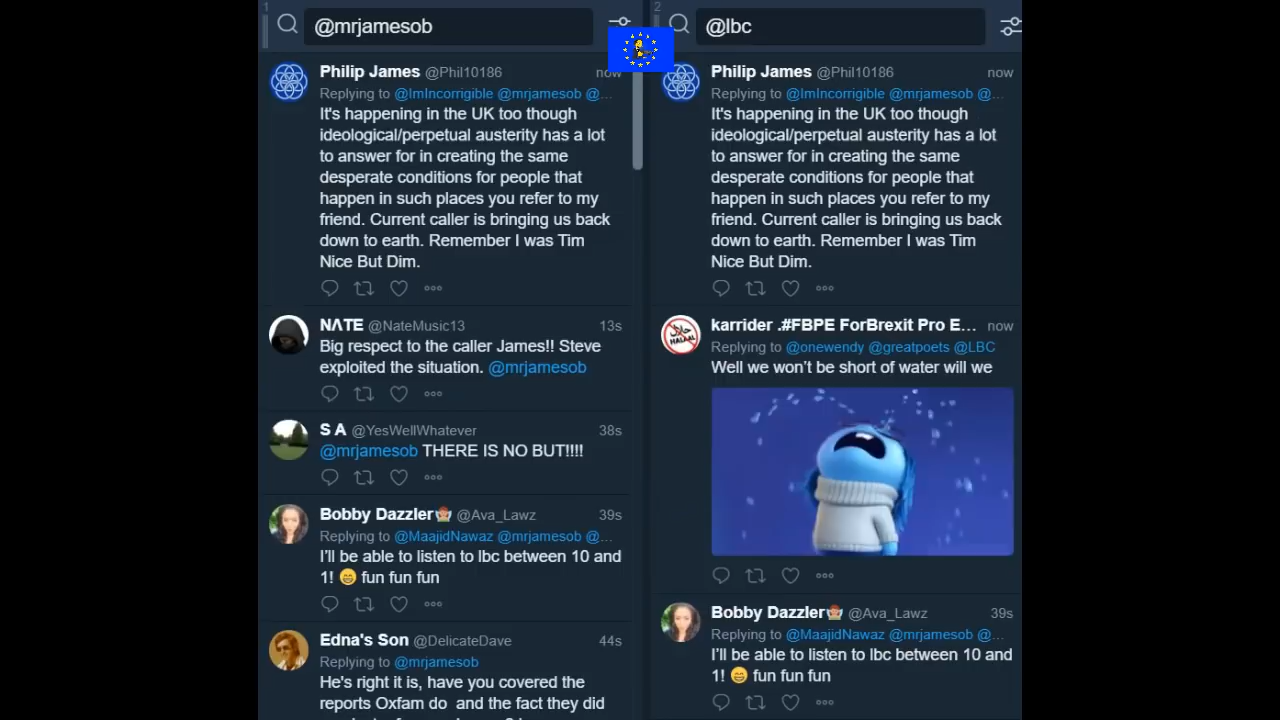 1
@mrjamesob
Philip James @Phil10186 now
Replying to @ImIncorrigible @mrjamesob @...
It's happening in the UK too though
ideological/perpetual austerity has a lot
to answer for in creating the same
desperate conditions for people that
happen in such places you refer to my
friend. Current caller is bringing us back
down to earth. Remember I was Tim
Nice But Dim.
NΛTE @NateMusic13 13s
Big respect to the caller James!! Steve
exploited the situation. @mrjamesob
S A @YesWellWhatever 38s
@mrjamesob THERE IS NO BUT!!!!
Bobby Dazzler @Ava_Lawz 39s
Replying to @MaajidNawaz @mrjamesob @...
I'll be able to listen to lbc between 10 and
1! 😁 fun fun fun
Edna's Son @DelicateDave 44s
Replying to @mrjamesob
He's right it is, have you covered the
reports Oxfam do and the fact they did
2
@lbc
Philip James @Phil10186 now
Replying to @ImIncorrigible @mrjamesob @...
It's happening in the UK too though
ideological/perpetual austerity has a lot
to answer for in creating the same
desperate conditions for people that
happen in such places you refer to my
friend. Current caller is bringing us back
down to earth. Remember I was Tim
Nice But Dim.
karrider .#FBPE ForBrexit Pro E... now
Replying to @onewendy @greatpoets @LBC
Well we won't be short of water will we
حلال
HALAL
Bobby Dazzler @Ava_Lawz 39s
Replying to @MaajidNawaz @mrjamesob @...
I'll be able to listen to lbc between 10 and
1! 😁 fun fun fun